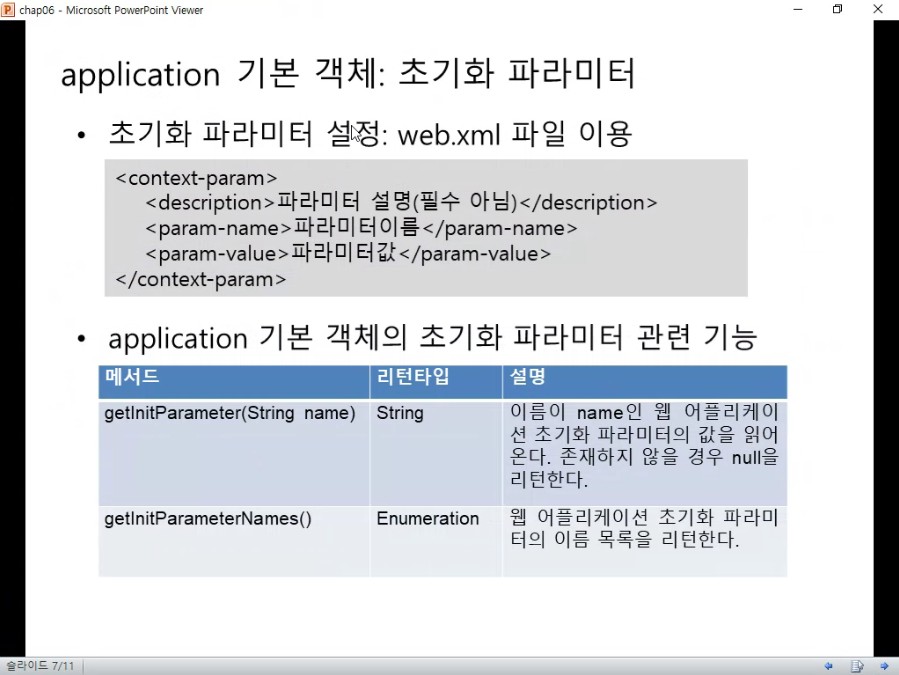 chap06 - Microsoft PowerPoint Viewer
application 기본 객체: 초기화 파라미터
• 초기화 파라미터 설정: web.xml 파일 이용
<context-param>
<description>파라미터 설명(필수 아님)</description>
<param-name>파라미터이름</param-name>
<param-value>파라미터값</param-value>
</context-param>
• application 기본 객체의 초기화 파라미터 관련 기능
메서드 리턴타입 설명
getInitParameter(String name) String 이름이 name인 웹 어플리케이
션 초기화 파라미터의 값을 읽어
온다. 존재하지 않을 경우 null을
리턴한다.
getInitParameterNames() Enumeration 웹 어플리케이션 초기화 파라미
터의 이름 목록을 리턴한다.
슬라이드 7/11